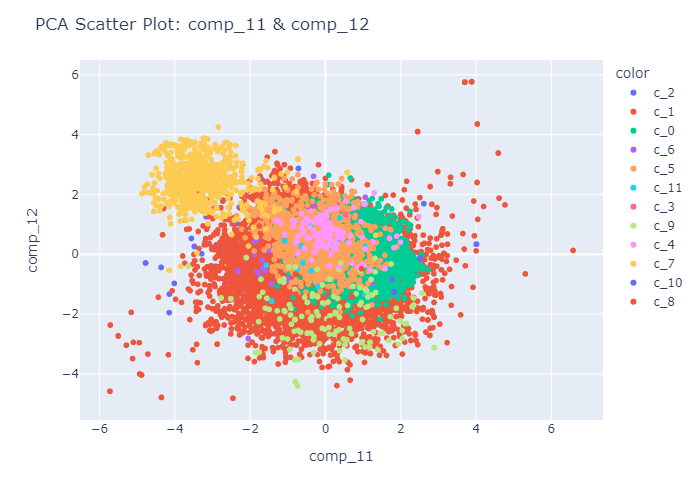 PCA Scatter Plot: comp_11 & comp_12
color
c_2
c_1
c_0
c_6
c_5
c_11
c_3
c_9
c_4
c_7
c_10
c_8
6
4
2
0
−2
−4
comp_12
−6
−4
−2
0
2
4
6
comp_11